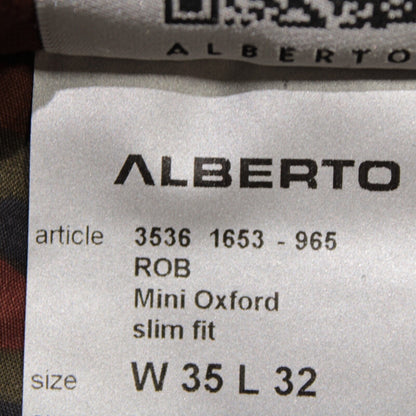 ALBERTO
ALBERTO
article 3536 1653 - 965
ROB
Mini Oxford
slim fit
size W 35 L 32